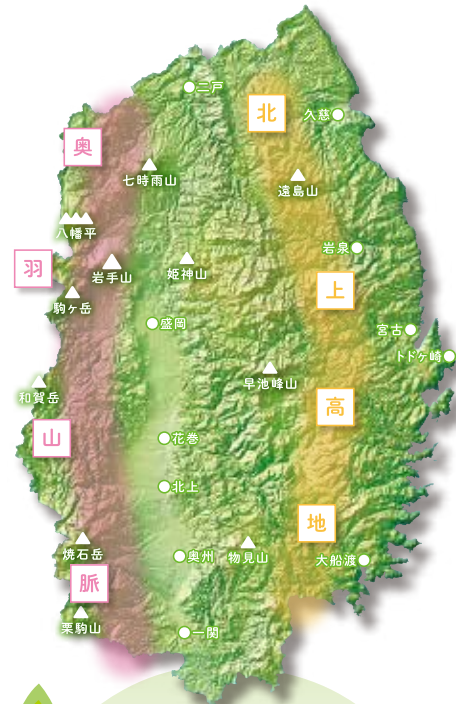 二戸
北
久慈
奥
七時雨山
遠島山
八幡平
岩泉
羽
岩手山
姫神山
駒ヶ岳
上
盛岡
宮古
トドヶ崎
早池峰山
和賀岳
高
山
花巻
北上
地
焼石岳
奥州
物見山
大船渡
脈
栗駒山
一関